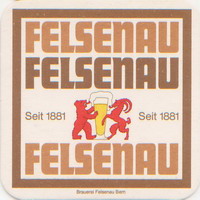 FELSENAU
FELSENAU
Seit 1881 Seit 1881
FELSENAU
Brauerei Felsenau Bern